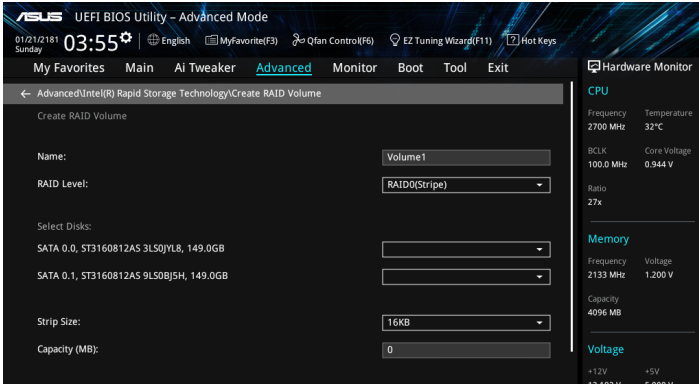 ASUS UEFI BIOS Utility – Advanced Mode
01/21/2181 Sunday 03:55 English MyFavorite(F3) Qfan Control(F6) EZ Tuning Wizard(F11) ? Hot Keys
My Favorites Main Ai Tweaker Advanced Monitor Boot Tool Exit
Hardware Monitor
← Advanced\Intel(R) Rapid Storage Technology\Create RAID Volume
Create RAID Volume
Name: Volume1
RAID Level: RAID0(Stripe)
Select Disks:
SATA 0.0, ST3160812AS 3LS0JYL8, 149.0GB
SATA 0.1, ST3160812AS 9LS0BJ5H, 149.0GB
Strip Size: 16KB
Capacity (MB): 0
CPU
Frequency Temperature
2700 MHz 32°C
BCLK Core Voltage
100.0 MHz 0.944 V
Ratio
27x
Memory
Frequency Voltage
2133 MHz 1.200 V
Capacity
4096 MB
Voltage
+12V +5V